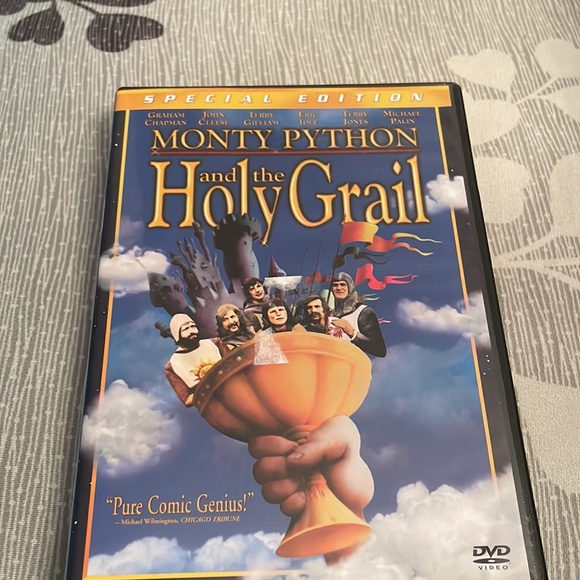 SPECIAL EDITION
GRAHAM CHAPMAN JOHN CLEESE TERRY GILLIAM ERIC IDLE TERRY JONES MICHAEL PALIN
MONTY PYTHON
and the
Holy Grail
"Pure Comic Genius!"
– Michael Wilmington, CHICAGO TRIBUNE
DVD
VIDEO